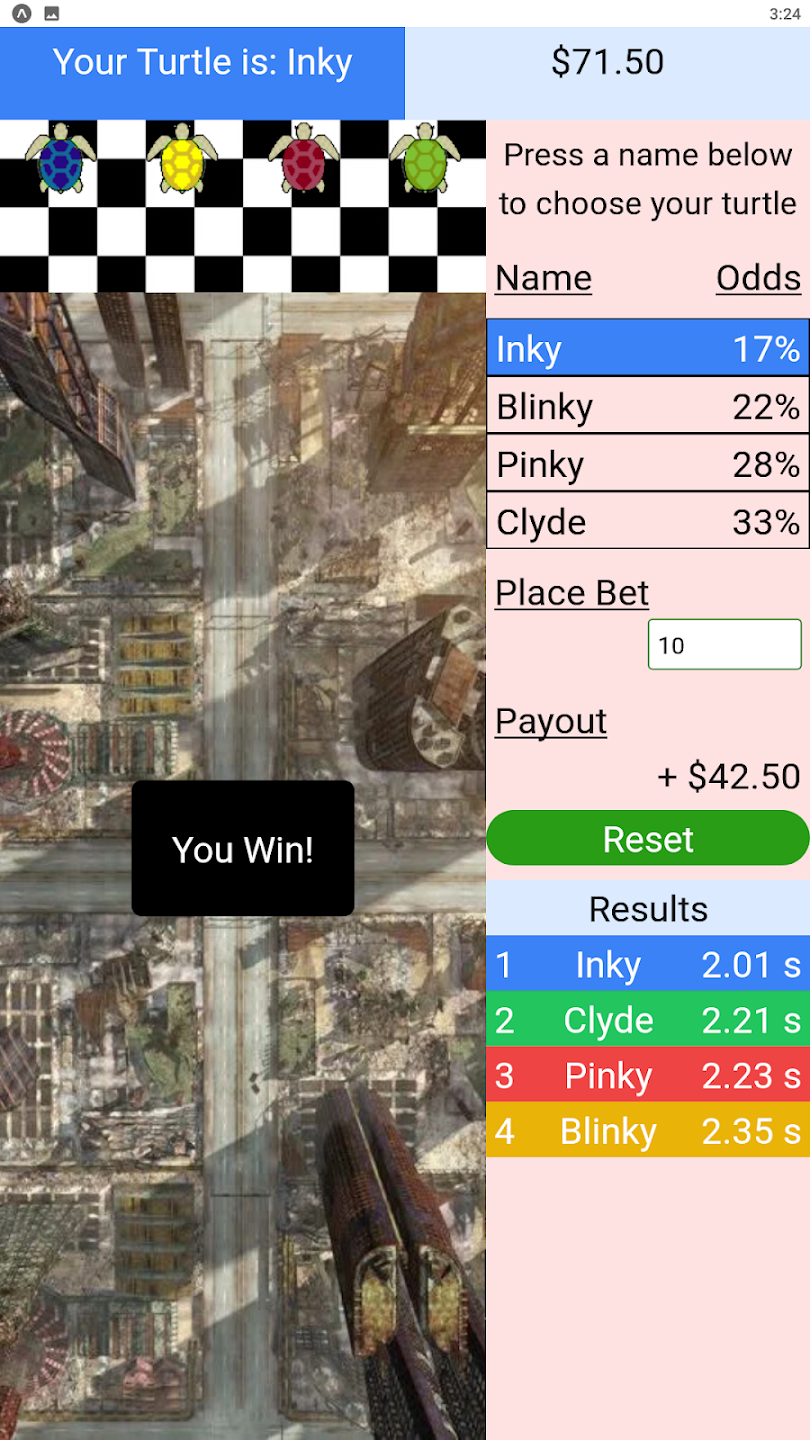 3:24
Your Turtle is: Inky
$71.50
Press a name below
to choose your turtle
Name Odds
Inky 17%
Blinky 22%
Pinky 28%
Clyde 33%
Place Bet
10
Payout
+ $42.50
Reset
You Win!
Results
1 Inky 2.01 s
2 Clyde 2.21 s
3 Pinky 2.23 s
4 Blinky 2.35 s